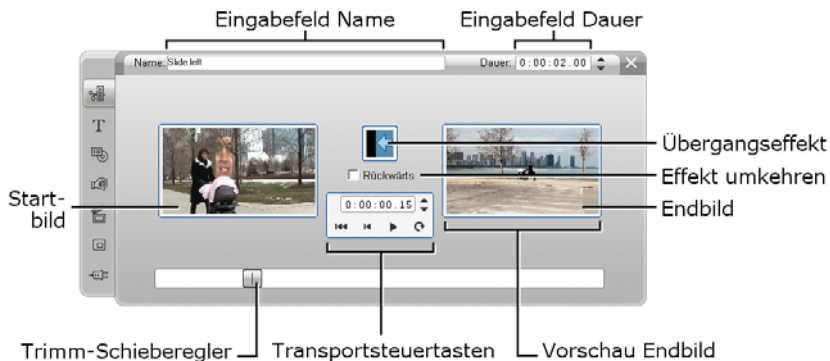 Eingabefeld Name
Eingabefeld Dauer
Name: Slide left
Dauer: 0:00:02.00
T
Übergangseffekt
Rückwärts
Effekt umkehren
Start-
bild
0:00:00.15
Endbild
Trimm-Schieberegler
Transportsteuertasten
Vorschau Endbild